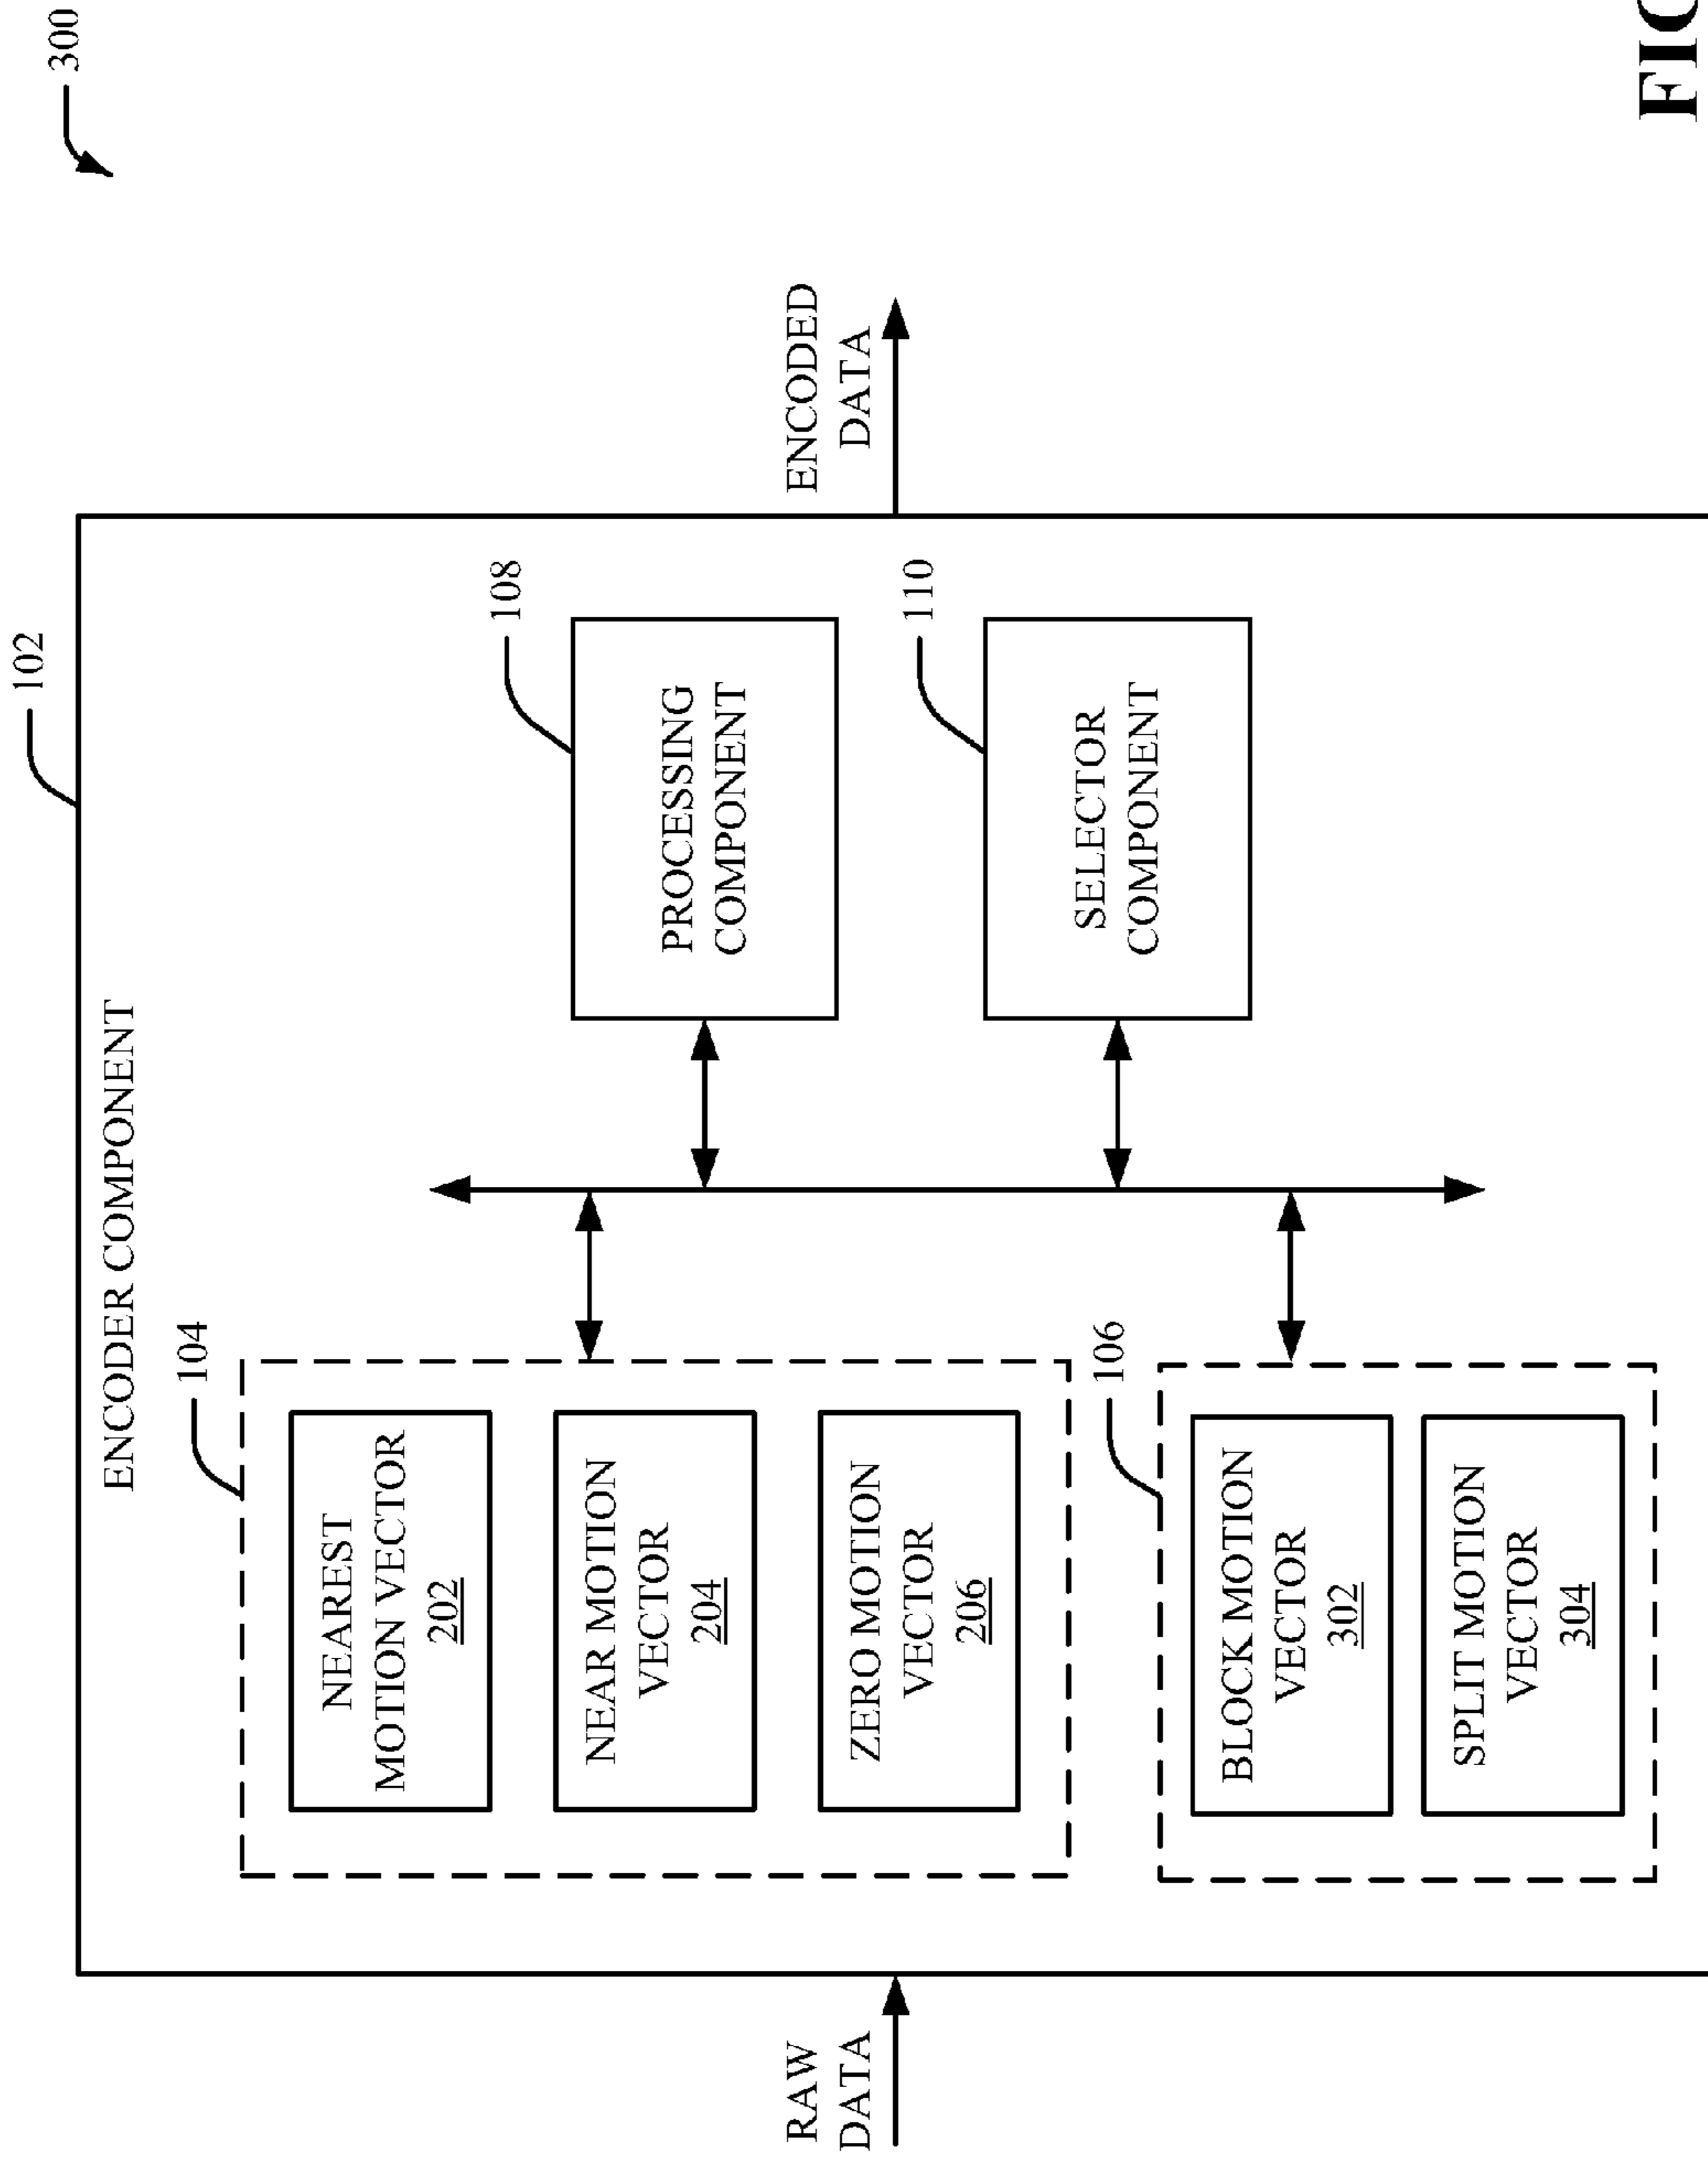 300
102
ENCODER COMPONENT
104
NEAREST
MOTION VECTOR
202
NEAR MOTION
VECTOR
204
ZERO MOTION
VECTOR
206
106
BLOCK MOTION
VECTOR
302
SPLIT MOTION
VECTOR
304
108
PROCESSING
COMPONENT
110
SELECTOR
COMPONENT
RAW
DATA
ENCODED
DATA